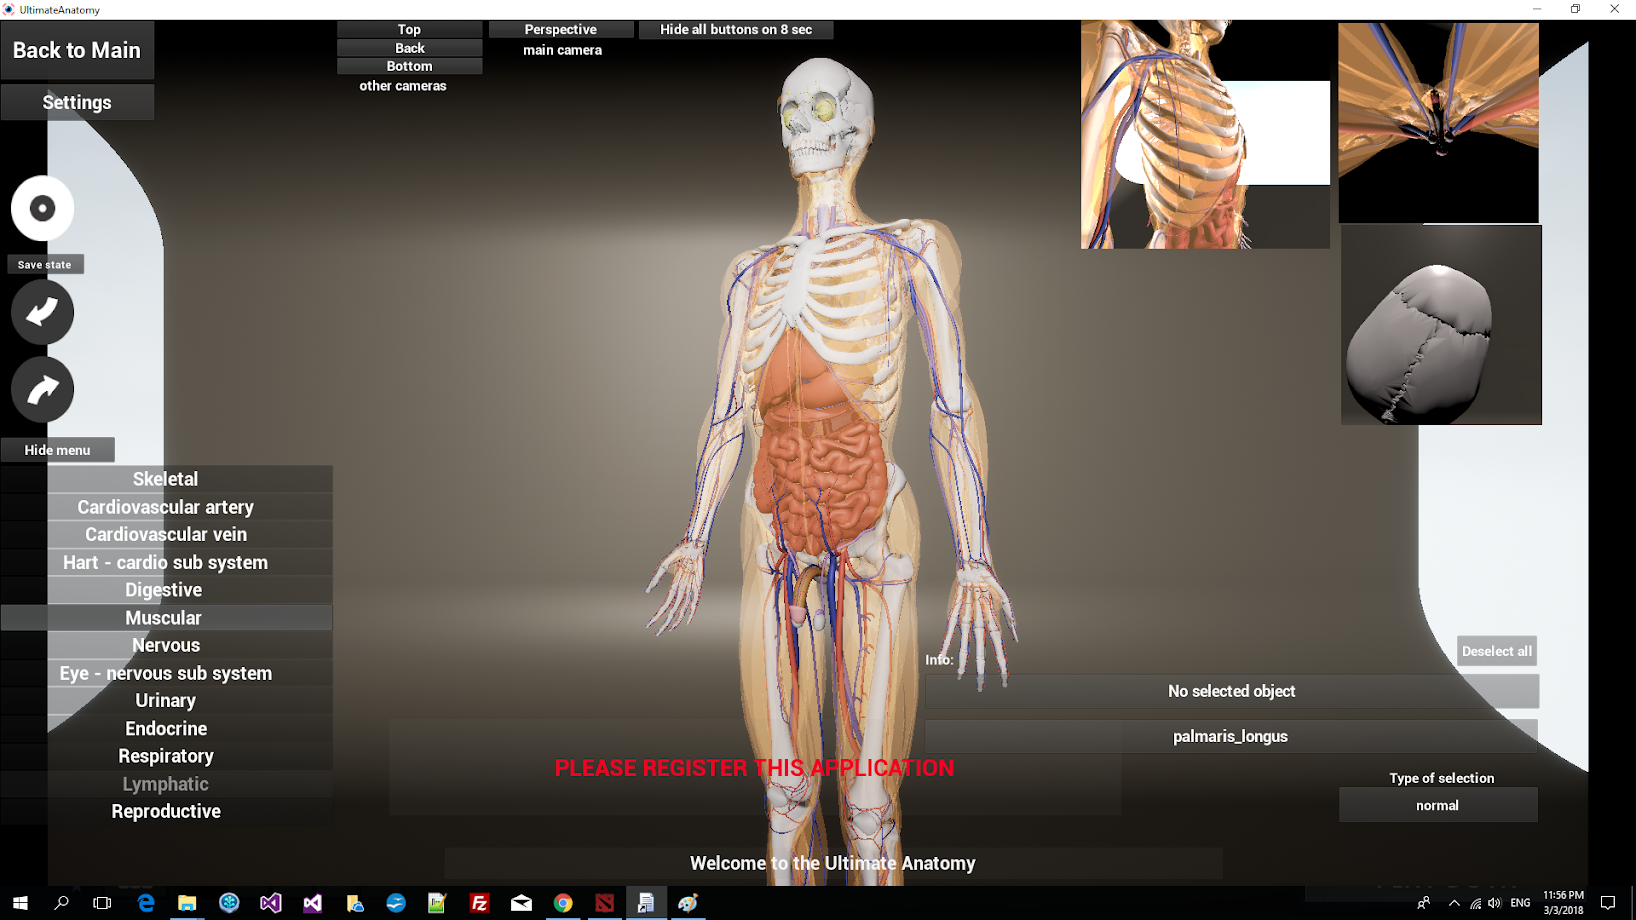 UltimateAnatomy
Back to Main
Settings
Top
Back
Bottom
other cameras
Perspective
main camera
Hide all buttons on 8 sec
Save state
Hide menu
Skeletal
Cardiovascular artery
Cardiovascular vein
Hart - cardio sub system
Digestive
Muscular
Nervous
Eye - nervous sub system
Urinary
Endocrine
Respiratory
Lymphatic
Reproductive
Info:
Deselect all
No selected object
palmaris_longus
PLEASE REGISTER THIS APPLICATION
Type of selection
normal
Welcome to the Ultimate Anatomy
ENG
11:56 PM
3/3/2018